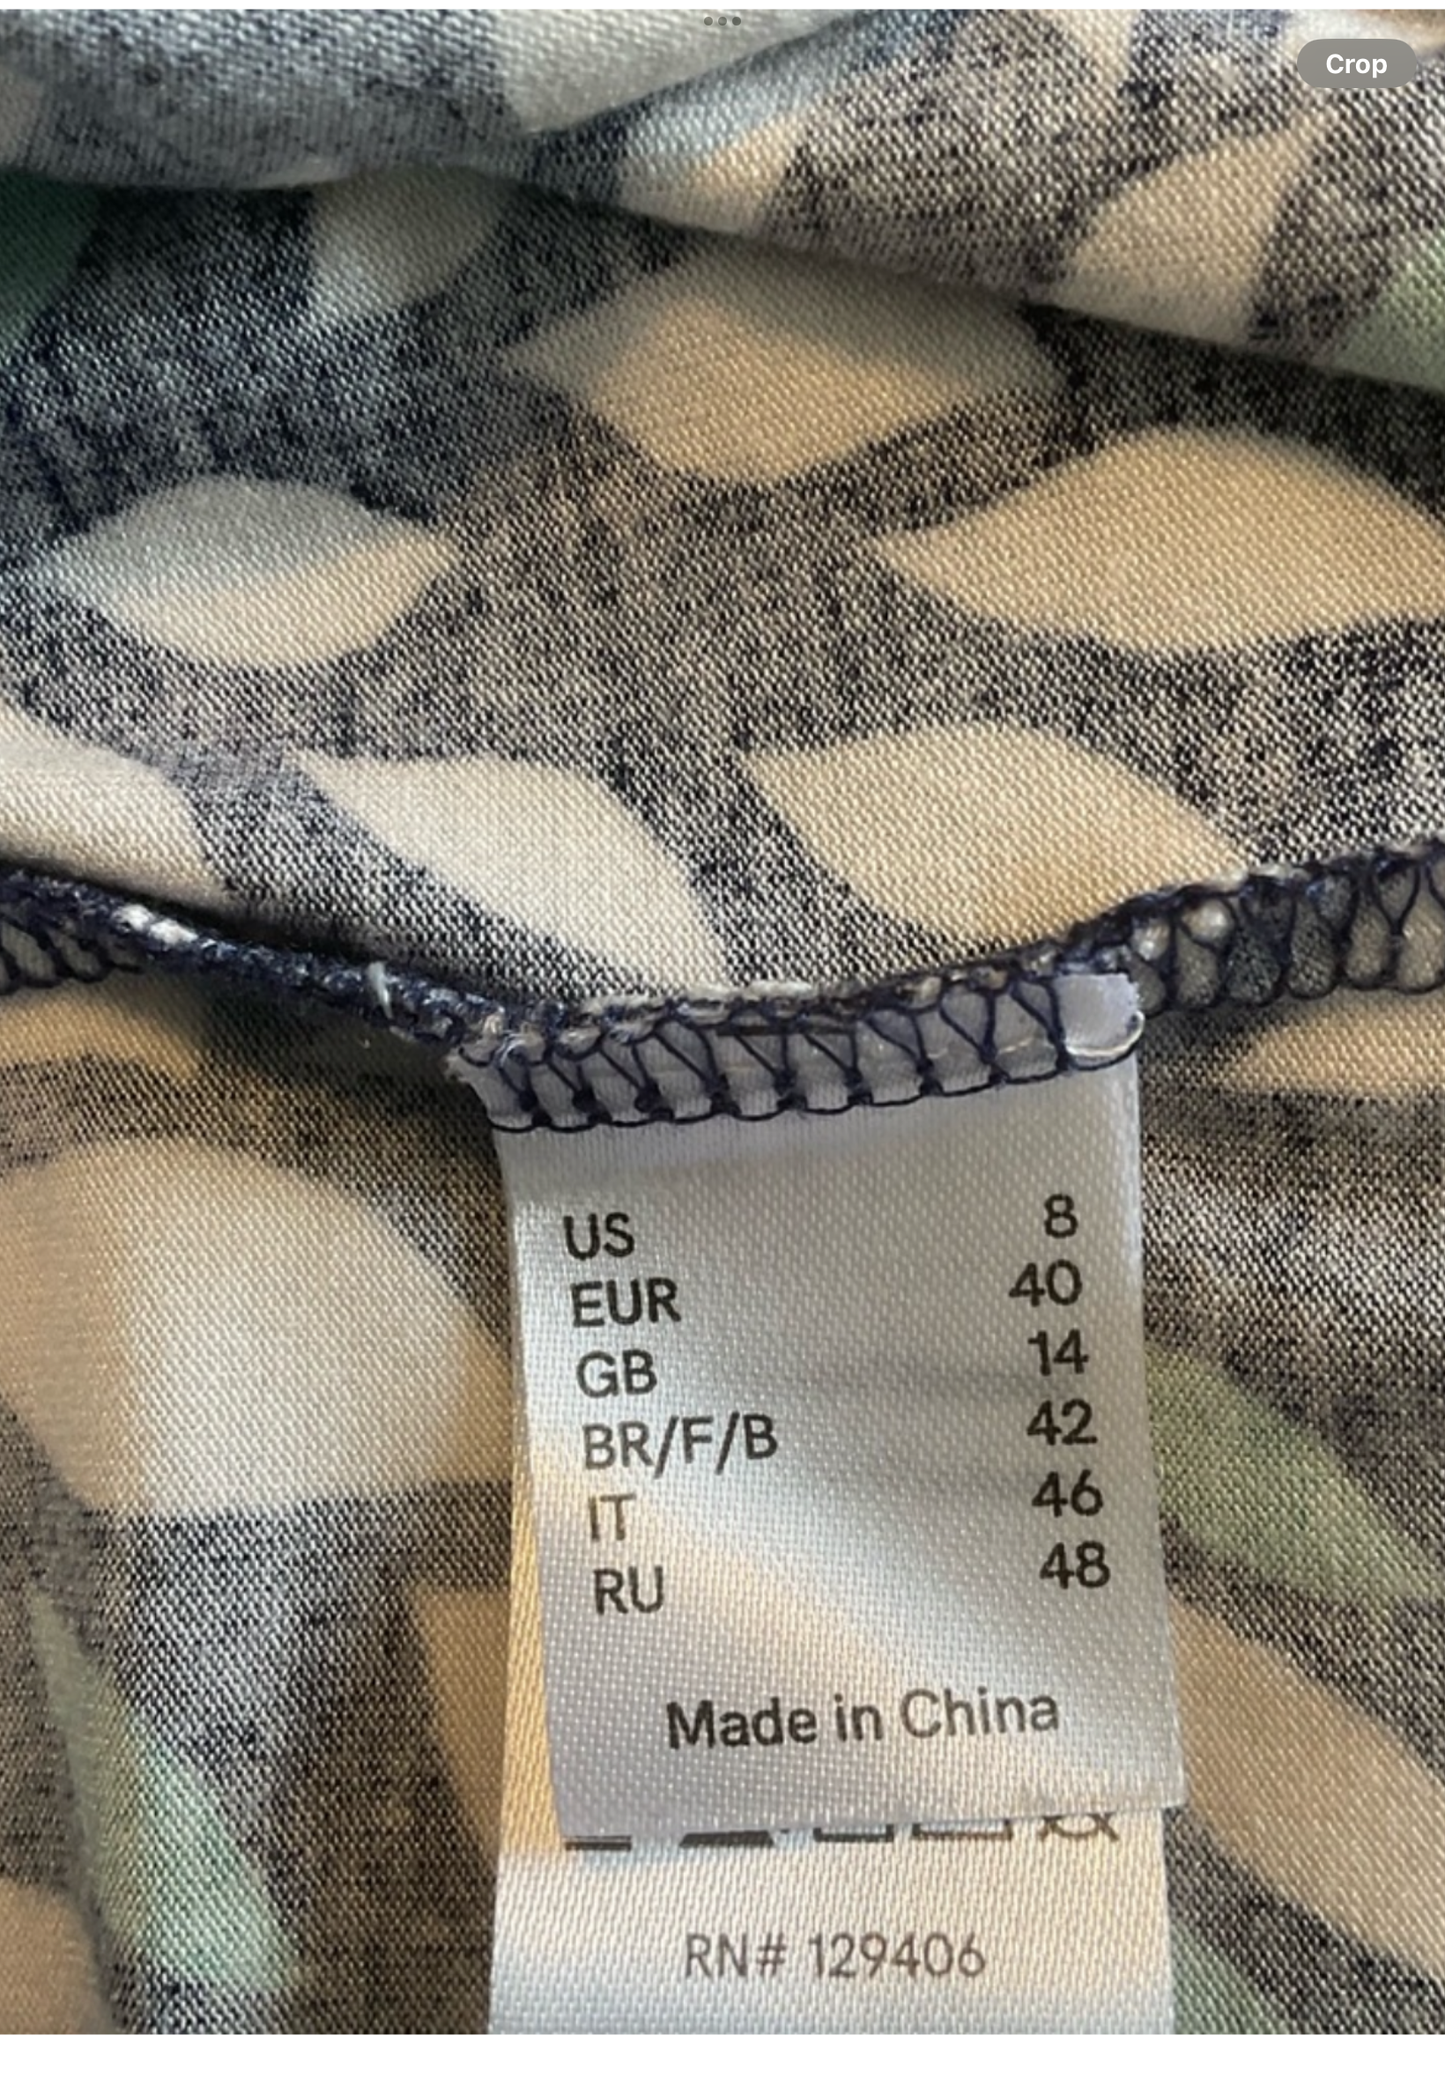 Crop
US 8
EUR 40
GB 14
BR/F/B 42
IT 46
RU 48
Made in China
RN# 129406